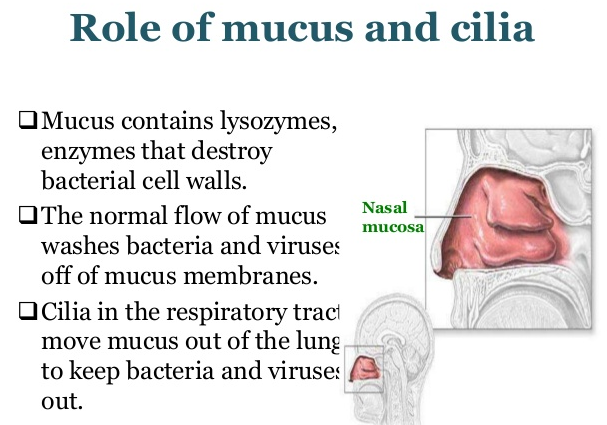 Role of mucus and cilia
❑Mucus contains lysozymes,
enzymes that destroy
bacterial cell walls.
❑The normal flow of mucus
washes bacteria and viruses
off of mucus membranes.
❑Cilia in the respiratory tract
move mucus out of the lung
to keep bacteria and viruses
out.
Nasal
mucosa